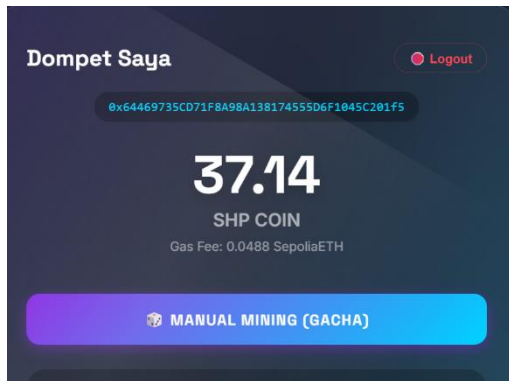 Dompet Saya
Logout
0x64469735CD71F8A98A138174555D6F1045C201f5
37.14
SHP COIN
Gas Fee: 0.0488 SepoliaETH
MANUAL MINING (GACHA)